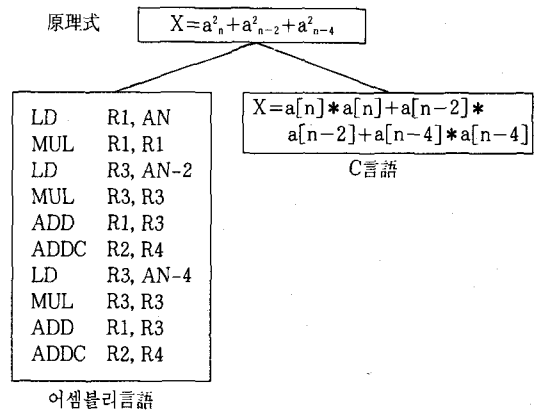 原理式
X=a²ₙ+a²ₙ₋₂+a²ₙ₋₄
LD R1, AN
MUL R1, R1
LD R3, AN-2
MUL R3, R3
ADD R1, R3
ADDC R2, R4
LD R3, AN-4
MUL R3, R3
ADD R1, R3
ADDC R2, R4
어셈블리言語
X=a[n]*a[n]+a[n-2]*
a[n-2]+a[n-4]*a[n-4]
C言語